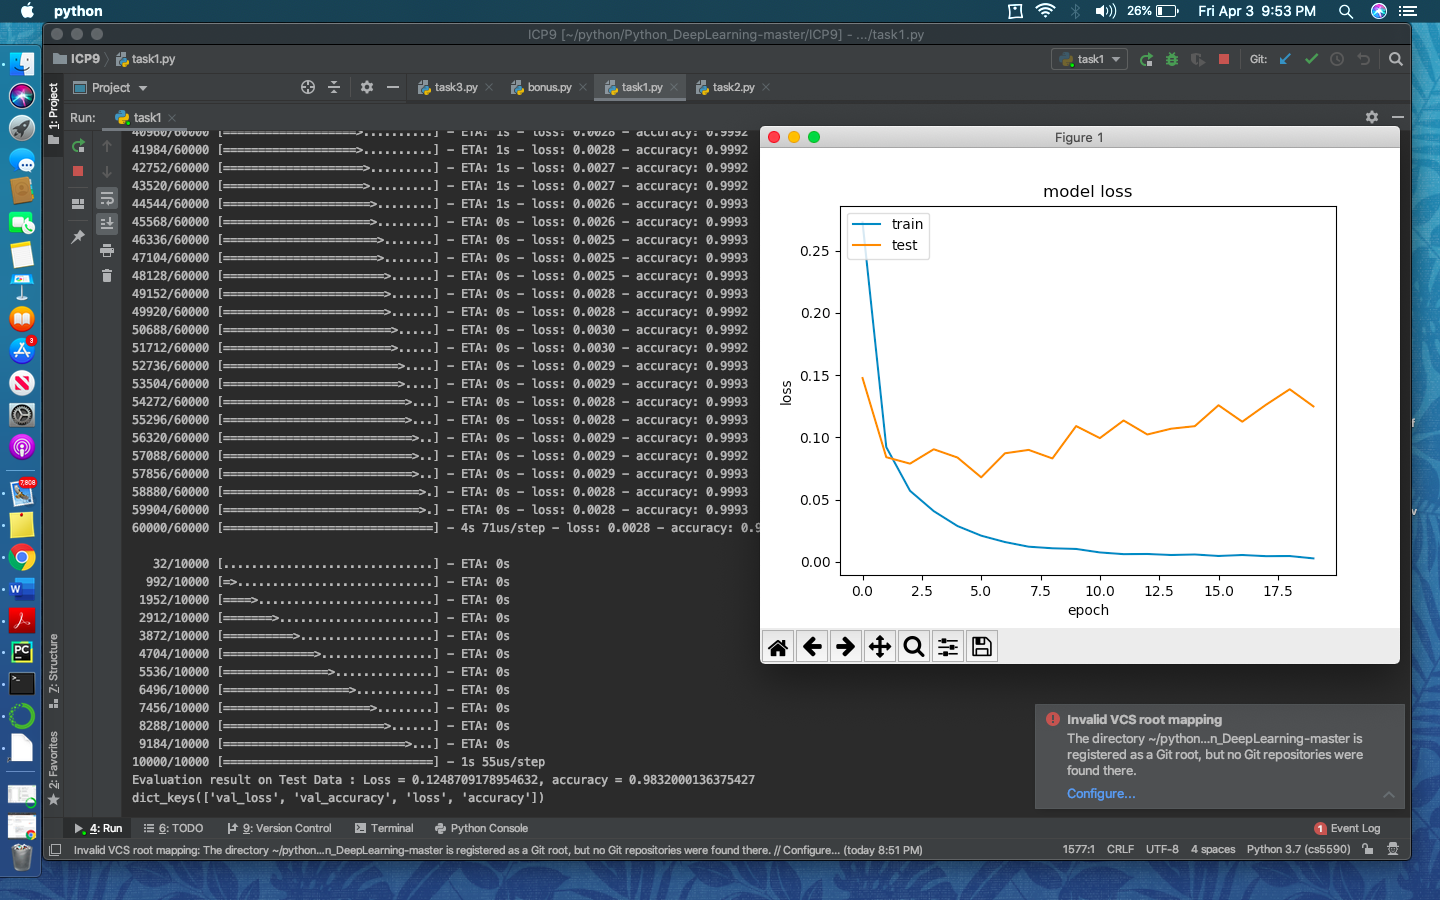 python
26%
Fri Apr 3 9:53 PM
ICP9 [~/python/Python_DeepLearning-master/ICP9] - .../task1.py
ICP9
task1.py
task1
Git:
1: Project
Project
task3.py
bonus.py
task1.py
task2.py
Run:
task1
40960/60000 [===================>..........] - ETA: 1s - loss: 0.0028 - accuracy: 0.9992
41984/60000 [===================>..........] - ETA: 1s - loss: 0.0028 - accuracy: 0.9992
42752/60000 [====================>.........] - ETA: 1s - loss: 0.0027 - accuracy: 0.9992
43520/60000 [====================>.........] - ETA: 1s - loss: 0.0027 - accuracy: 0.9992
44544/60000 [=====================>........] - ETA: 1s - loss: 0.0026 - accuracy: 0.9993
45568/60000 [=====================>........] - ETA: 0s - loss: 0.0026 - accuracy: 0.9993
46336/60000 [======================>.......] - ETA: 0s - loss: 0.0025 - accuracy: 0.9993
47104/60000 [======================>.......] - ETA: 0s - loss: 0.0025 - accuracy: 0.9993
48128/60000 [=======================>......] - ETA: 0s - loss: 0.0025 - accuracy: 0.9993
49152/60000 [=======================>......] - ETA: 0s - loss: 0.0028 - accuracy: 0.9993
49920/60000 [=======================>......] - ETA: 0s - loss: 0.0028 - accuracy: 0.9992
50688/60000 [========================>.....] - ETA: 0s - loss: 0.0030 - accuracy: 0.9992
51712/60000 [========================>.....] - ETA: 0s - loss: 0.0030 - accuracy: 0.9992
52736/60000 [=========================>....] - ETA: 0s - loss: 0.0029 - accuracy: 0.9993
53504/60000 [=========================>....] - ETA: 0s - loss: 0.0029 - accuracy: 0.9993
54272/60000 [==========================>...] - ETA: 0s - loss: 0.0028 - accuracy: 0.9993
55296/60000 [==========================>...] - ETA: 0s - loss: 0.0028 - accuracy: 0.9993
56320/60000 [===========================>..] - ETA: 0s - loss: 0.0029 - accuracy: 0.9993
57088/60000 [===========================>..] - ETA: 0s - loss: 0.0029 - accuracy: 0.9992
57856/60000 [===========================>..] - ETA: 0s - loss: 0.0029 - accuracy: 0.9993
58880/60000 [============================>.] - ETA: 0s - loss: 0.0028 - accuracy: 0.9993
59904/60000 [============================>.] - ETA: 0s - loss: 0.0028 - accuracy: 0.9993
60000/60000 [==============================] - 4s 71us/step - loss: 0.0028 - accuracy: 0.9
32/10000 [..............................] - ETA: 0s
992/10000 [=>............................] - ETA: 0s
1952/10000 [====>.........................] - ETA: 0s
2912/10000 [=======>......................] - ETA: 0s
3872/10000 [==========>...................] - ETA: 0s
4704/10000 [=============>................] - ETA: 0s
5536/10000 [===============>..............] - ETA: 0s
6496/10000 [==================>...........] - ETA: 0s
7456/10000 [=====================>........] - ETA: 0s
8288/10000 [=======================>......] - ETA: 0s
9184/10000 [==========================>...] - ETA: 0s
10000/10000 [==============================] - 1s 55us/step
Evaluation result on Test Data : Loss = 0.1248709178954632, accuracy = 0.9832000136375427
dict_keys(['val_loss', 'val_accuracy', 'loss', 'accuracy'])
Figure 1
model loss
train
test
0.25
0.20
0.15
0.10
0.05
0.00
loss
0.0 2.5 5.0 7.5 10.0 12.5 15.0 17.5
epoch
Invalid VCS root mapping
The directory ~/python...n_DeepLearning-master is
registered as a Git root, but no Git repositories were
found there.
Configure...
7: Structure
2: Favorites
3
7,808
W
PC
4: Run
6: TODO
9: Version Control
Terminal
Python Console
1 Event Log
Invalid VCS root mapping: The directory ~/python...n_DeepLearning-master is registered as a Git root, but no Git repositories were found there. // Configure... (today 8:51 PM)
1577:1 CRLF UTF-8 4 spaces Python 3.7 (cs5590)